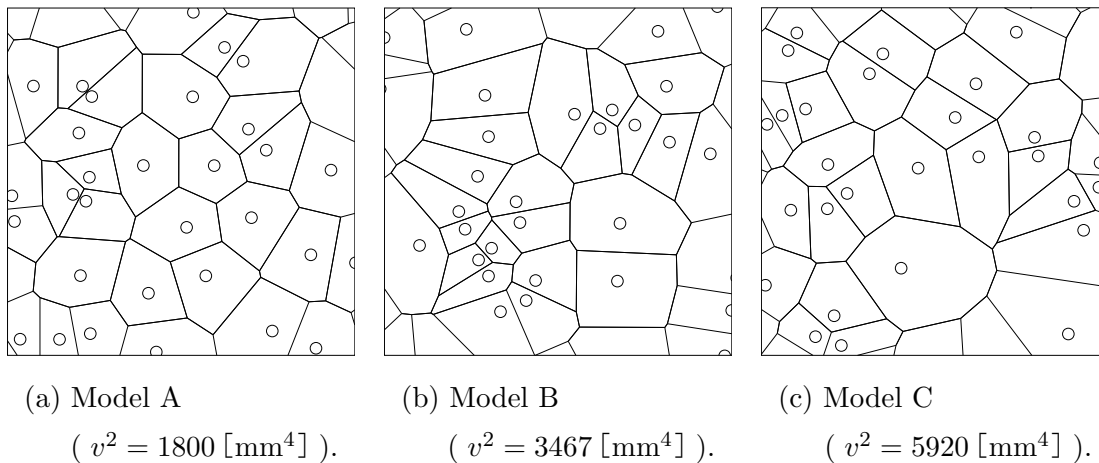 (a) Model A
( v² = 1800 [mm⁴] ).
(b) Model B
( v² = 3467 [mm⁴] ).
(c) Model C
( v² = 5920 [mm⁴] ).